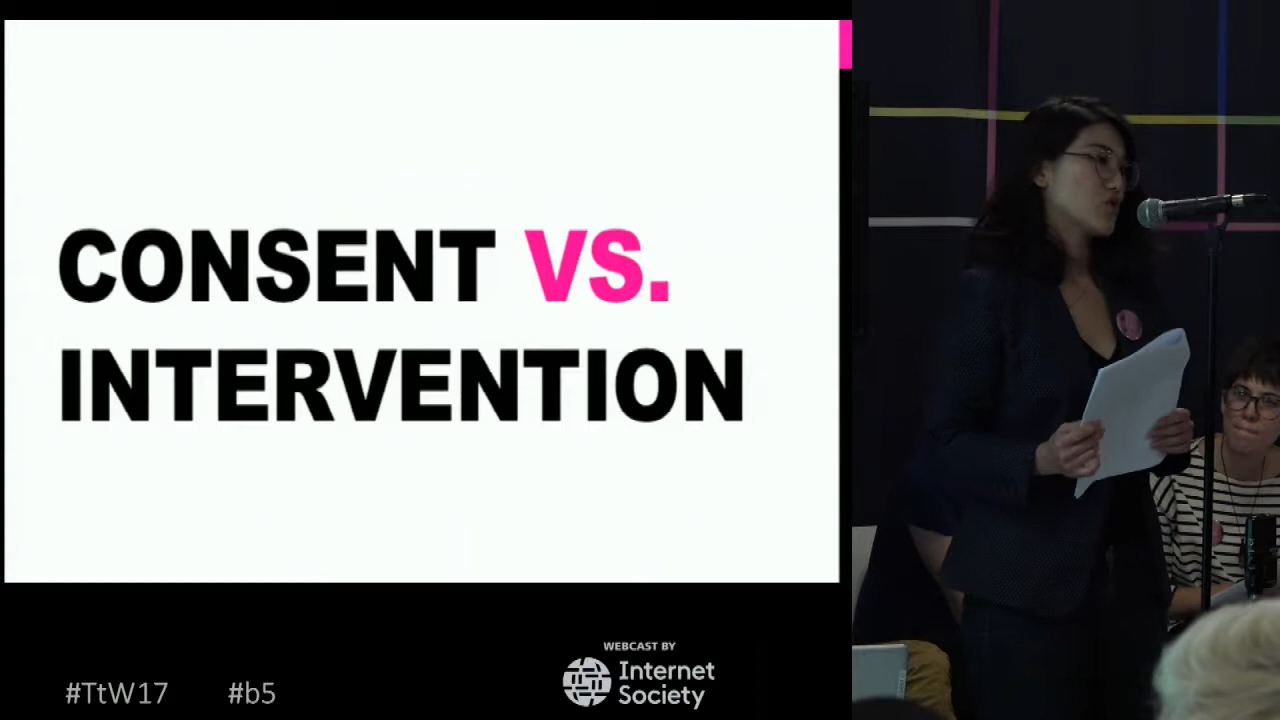 CONSENT VS.
INTERVENTION
WEBCAST BY
Internet
Society
#TtW17 #b5